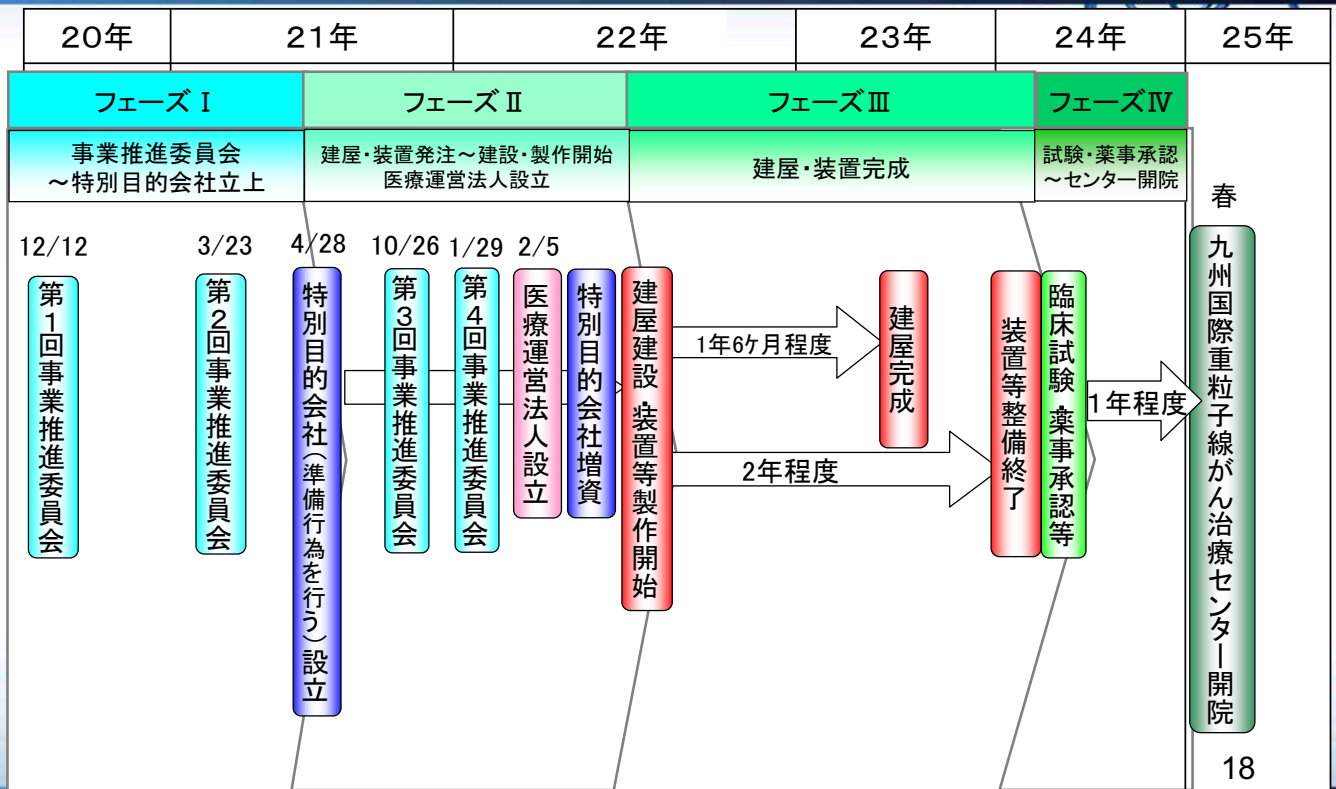 20年
21年
22年
23年
24年
25年
フェーズⅠ
フェーズⅡ
フェーズⅢ
フェーズⅣ
事業推進委員会
~特別目的会社立上
建屋・装置発注~建設・製作開始
医療運営法人設立
建屋・装置完成
試験・薬事承認
~センター開院
春
12/12
3/23
4/28
10/26
1/29
2/5
第1回事業推進委員会
第2回事業推進委員会
特別目的会社(準備行為を行う)設立
第3回事業推進委員会
第4回事業推進委員会
医療運営法人設立
特別目的会社増資
建屋建設・装置等製作開始
1年6ケ月程度
建屋完成
2年程度
装置等整備終了
臨床試験・薬事承認等
1年程度
九州国際重粒子線がん治療センター開院
18